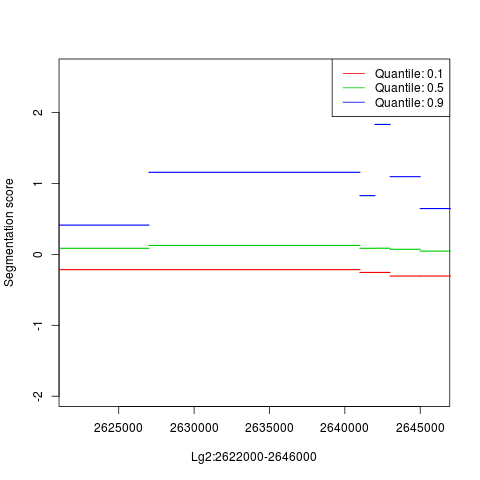 Quantile: 0.1
Quantile: 0.5
Quantile: 0.9
Segmentation score
2
1
0
-1
-2
2625000 2630000 2635000 2640000 2645000
Lg2:2622000-2646000